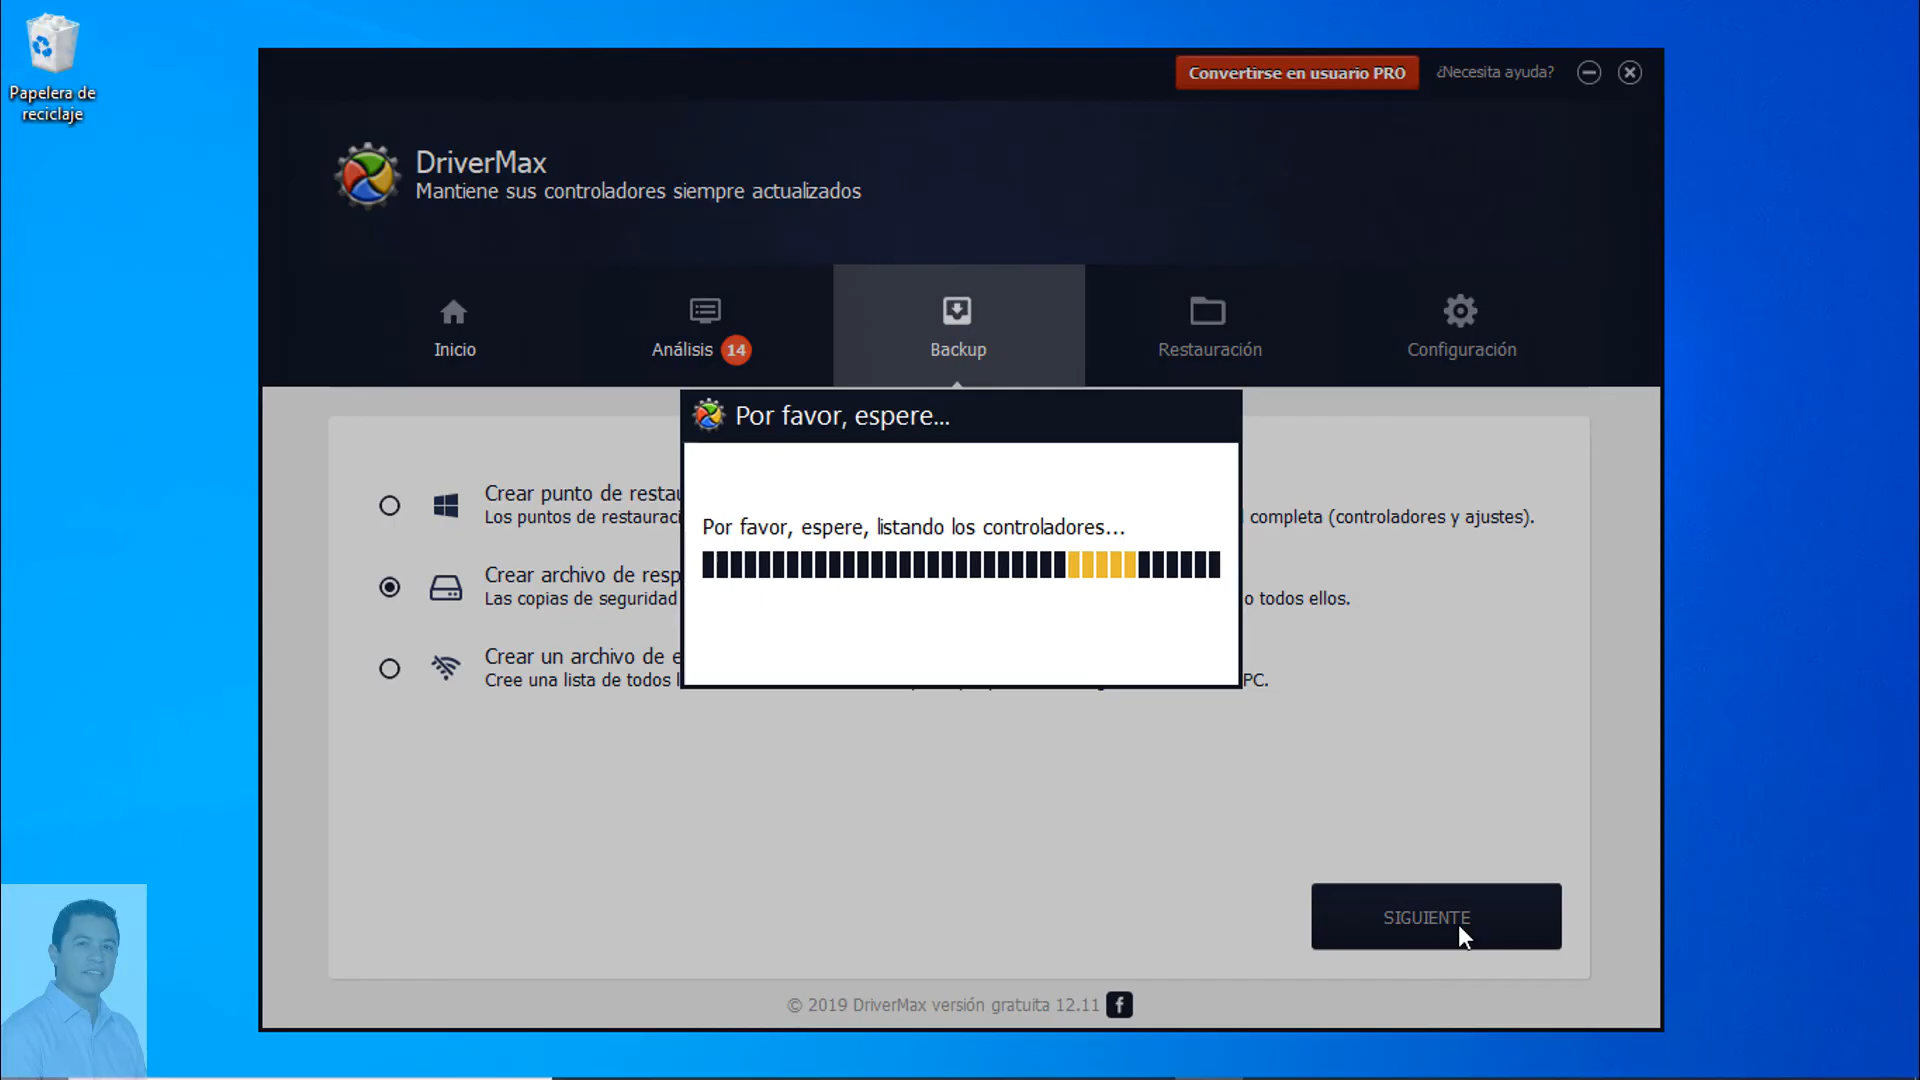 Papelera de
reciclaje
Convertirse en usuario PRO
¿Necesita ayuda?
DriverMax
Mantiene sus controladores siempre actualizados
Inicio
Análisis 14
Backup
Restauración
Configuración
Por favor, espere...
Por favor, espere, listando los controladores...
Crear punto de
Los puntos de
completa (controladores y ajustes).
Crear archivo de
Las copias de seguridad
o todos ellos.
Crear un archivo de
Cree una lista de todos
PC.
SIGUIENTE
© 2019 DriverMax versión gratuita 12.11 f